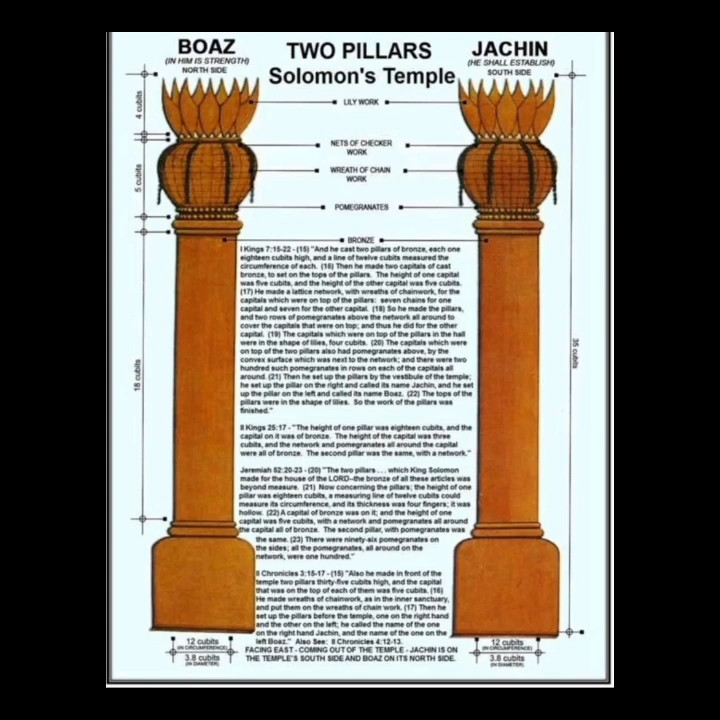 BOAZ
(IN HIM IS STRENGTH)
NORTH SIDE
TWO PILLARS
Solomon's Temple
JACHIN
(HE SHALL ESTABLISH)
SOUTH SIDE
4 cubits
LILY WORK
5 cubits
NETS OF CHECKER
WORK
WREATH OF CHAIN
WORK
POMEGRANATES
BRONZE
18 cubits
35 cubits
I Kings 7:15-22 - (15) "And he cast two pillars of bronze, each one
eighteen cubits high, and a line of twelve cubits measured the
circumference of each. (16) Then he made two capitals of cast
bronze, to set on the tops of the pillars. The height of one capital
was five cubits, and the height of the other capital was five cubits.
(17) He made a lattice network, with wreaths of chainwork, for the
capitals which were on top of the pillars: seven chains for one
capital and seven for the other capital. (18) So he made the pillars,
and two rows of pomegranates above the network all around to
cover the capitals that were on top; and thus he did for the other
capital. (19) The capitals which were on top of the pillars in the hall
were in the shape of lilies, four cubits. (20) The capitals which were
on top of the two pillars also had pomegranates above, by the
convex surface which was next to the network; and there were two
hundred such pomegranates in rows on each of the capitals all
around. (21) Then he set up the pillars by the vestibule of the temple;
he set up the pillar on the right and called its name Jachin, and he set
up the pillar on the left and called its name Boaz. (22) The tops of the
pillars were in the shape of lilies. So the work of the pillars was
finished."
II Kings 25:17 - "The height of one pillar was eighteen cubits, and the
capital on it was of bronze. The height of the capital was three
cubits, and the network and pomegranates all around the capital
were all of bronze. The second pillar was the same, with a network."
Jeremiah 52:20-23 - (20) "The two pillars . . . which King Solomon
made for the house of the LORD--the bronze of all these articles was
beyond measure. (21) Now concerning the pillars; the height of one
pillar was eighteen cubits, a measuring line of twelve cubits could
measure its circumference, and its thickness was four fingers; it was
hollow. (22) A capital of bronze was on it; and the height of one
capital was five cubits, with a network and pomegranates all around
the capital all of bronze. The second pillar, with pomegranates was
the same. (23) There were ninety-six pomegranates on
the sides; all the pomegranates, all around on the
network, were one hundred."
II Chronicles 3:15-17 - (15) "Also he made in front of the
temple two pillars thirty-five cubits high, and the capital
that was on the top of each of them was five cubits. (16)
He made wreaths of chainwork, as in the inner sanctuary,
and put them on the wreaths of chain work. (17) Then he
set up the pillars before the temple, one on the right hand
and the other on the left; he called the name of the one
on the right hand Jachin, and the name of the one on the
left Boaz." Also See: II Chronicles 4:12-13.
FACING EAST - COMING OUT OF THE TEMPLE - JACHIN IS ON
THE TEMPLE'S SOUTH SIDE AND BOAZ ON ITS NORTH SIDE.
12 cubits
(IN CIRCUMFERENCE)
3.8 cubits
(IN DIAMETER)
12 cubits
(IN CIRCUMFERENCE)
3.8 cubits
(IN DIAMETER)